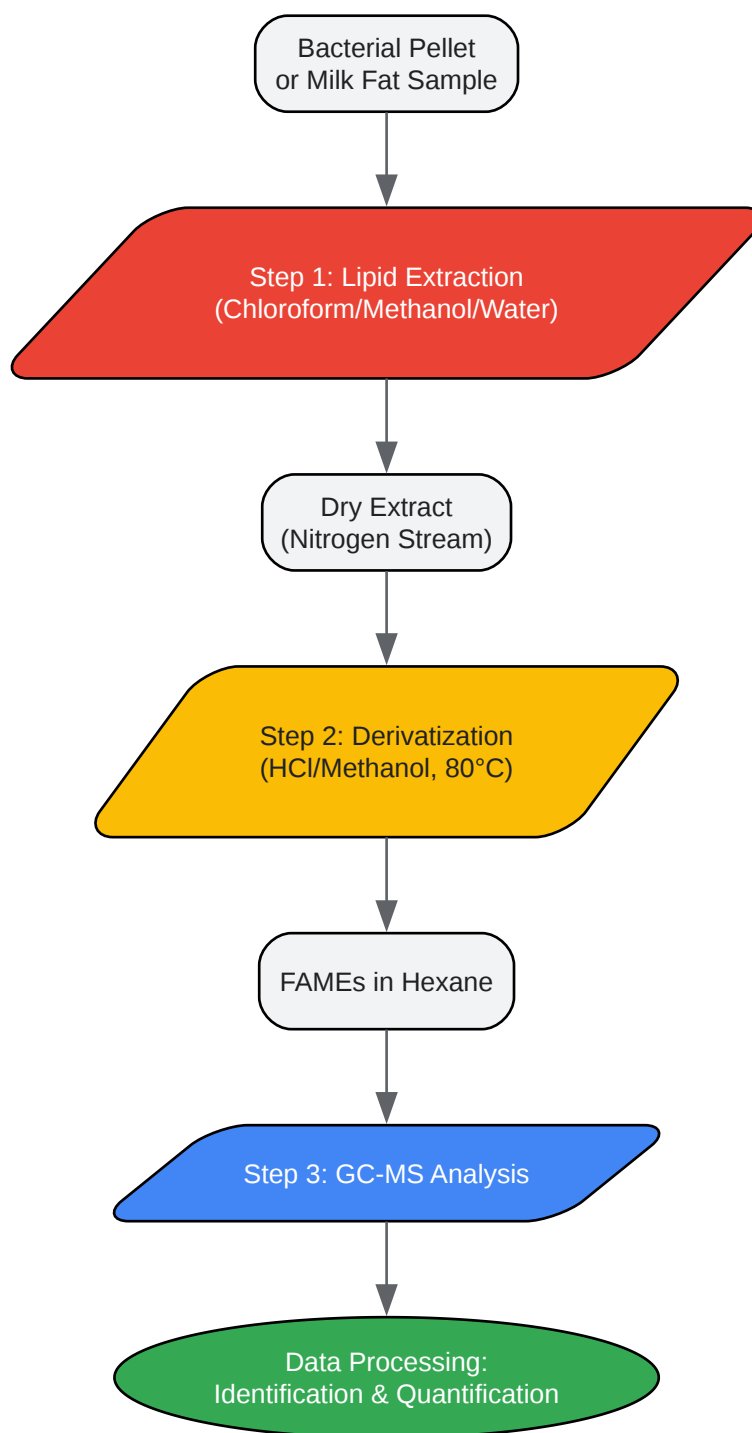 Bacterial Pellet
or Milk Fat Sample
Step 1: Lipid Extraction
(Chloroform/Methanol/Water)
Dry Extract
(Nitrogen Stream)
Step 2: Derivatization
(HCl/Methanol, 80°C)
FAMEs in Hexane
Step 3: GC-MS Analysis
Data Processing:
Identification & Quantification